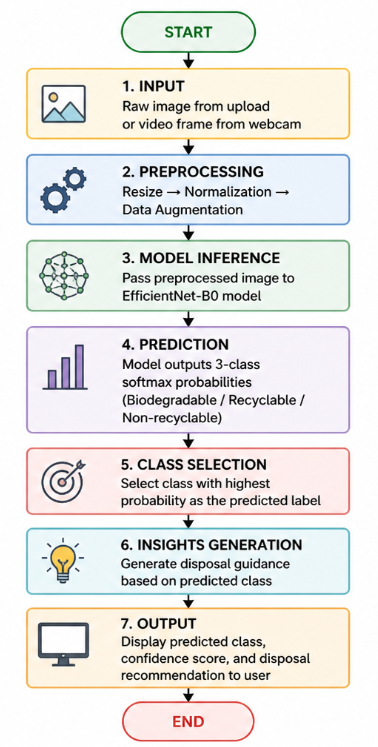 START
1. INPUT
Raw image from upload
or video frame from webcam
2. PREPROCESSING
Resize → Normalization →
Data Augmentation
3. MODEL INFERENCE
Pass preprocessed image to
EfficientNet-B0 model
4. PREDICTION
Model outputs 3-class
softmax probabilities
(Biodegradable / Recyclable /
Non-recyclable)
5. CLASS SELECTION
Select class with highest
probability as the predicted label
6. INSIGHTS GENERATION
Generate disposal guidance
based on predicted class
7. OUTPUT
Display predicted class,
confidence score, and disposal
recommendation to user
END